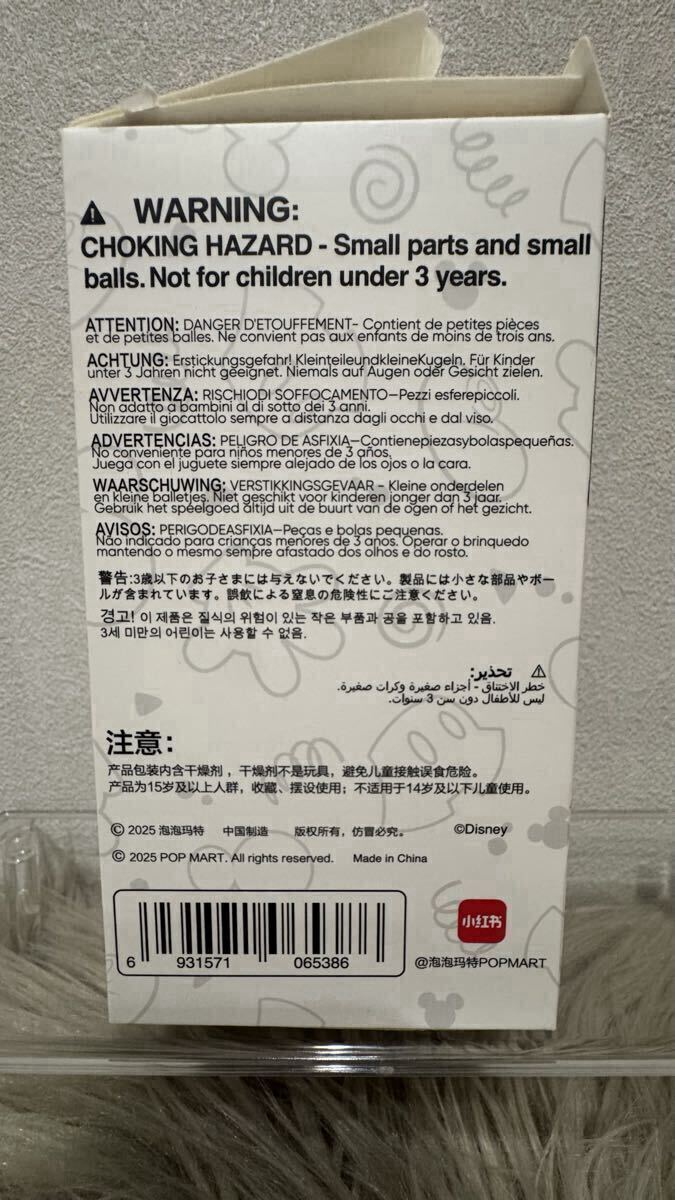 ⚠ WARNING:
CHOKING HAZARD - Small parts and small
balls. Not for children under 3 years.
ATTENTION: DANGER D'ETOUFFEMENT- Contient de petites pièces
et de petites balles. Ne convient pas aux enfants de moins de trois ans.
ACHTUNG: Erstickungsgefahr! KleinteileundkleineKugeln. Für Kinder
unter 3 Jahren nicht geeignet. Niemals auf Augen oder Gesicht zielen.
AVVERTENZA: RISCHIODI SOFFOCAMENTO—Pezzi esferepiccoli.
Non adatto a bambini al di sotto dei 3 anni.
Utilizzare il giocattolo sempre a distanza dagli occhi e dal viso.
ADVERTENCIAS: PELIGRO DE ASFIXIA—Contienepiezasybolaspequeñas.
No conveniente para niños menores de 3 años.
Juega con el juguete siempre alejado de los ojos o la cara.
WAARSCHUWING: VERSTIKKINGSGEVAAR - Kleine onderdelen
en kleine balletjes. Niet geschikt voor kinderen jonger dan 3 jaar.
Gebruik het speelgoed altijd uit de buurt van de ogen of het gezicht.
AVISOS: PERIGODEASFIXIA—Peças e bolas pequenas.
Não indicado para crianças menores de 3 años. Operar o brinquedo
mantendo o mesmo sempre afastado dos olhos e do rosto.
警告:3歳以下のお子さまには与えないでください。製品には小さな部品やボー
ルが含まれています。誤飲による窒息の危険性にご注意ください。
경고! 이 제품은 질식의 위험이 있는 작은 부품과 공을 포함하고 있음.
3세 미만의 어린이는 사용할 수 없음.
⚠ تحذير:
خطر الاختناق - أجزاء صغيرة وكرات صغيرة.
ليس للأطفال دون سن 3 سنوات.
注意:
产品包装内含干燥剂，干燥剂不是玩具，避免儿童接触误食危险。
产品为15岁及以上人群，收藏、摆设使用；不适用于14岁及以下儿童使用。
© 2025 泡泡玛特 中国制造 版权所有，仿冒必究。 ©Disney
© 2025 POP MART. All rights reserved. Made in China
小红书
6 931571 065386
@泡泡玛特POPMART